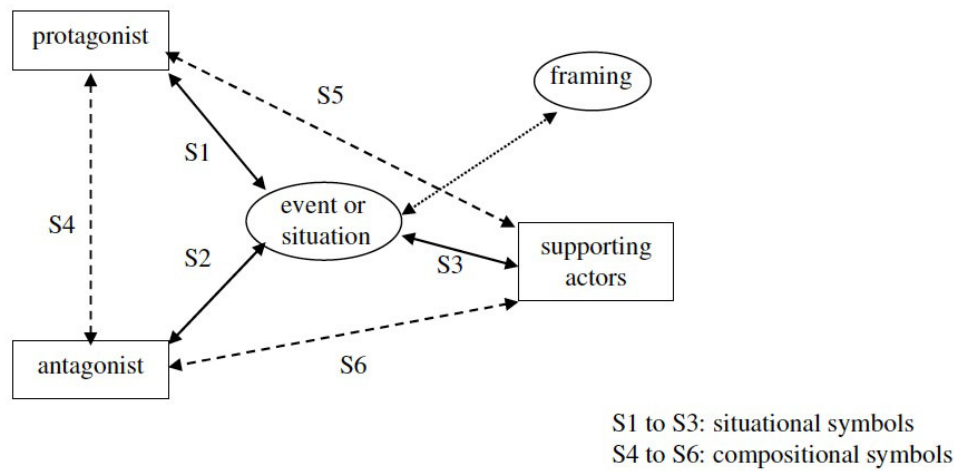 protagonist
framing
S5
S1
event or
situation
S4
S2
S3
supporting
actors
antagonist
S6
S1 to S3: situational symbols
S4 to S6: compositional symbols